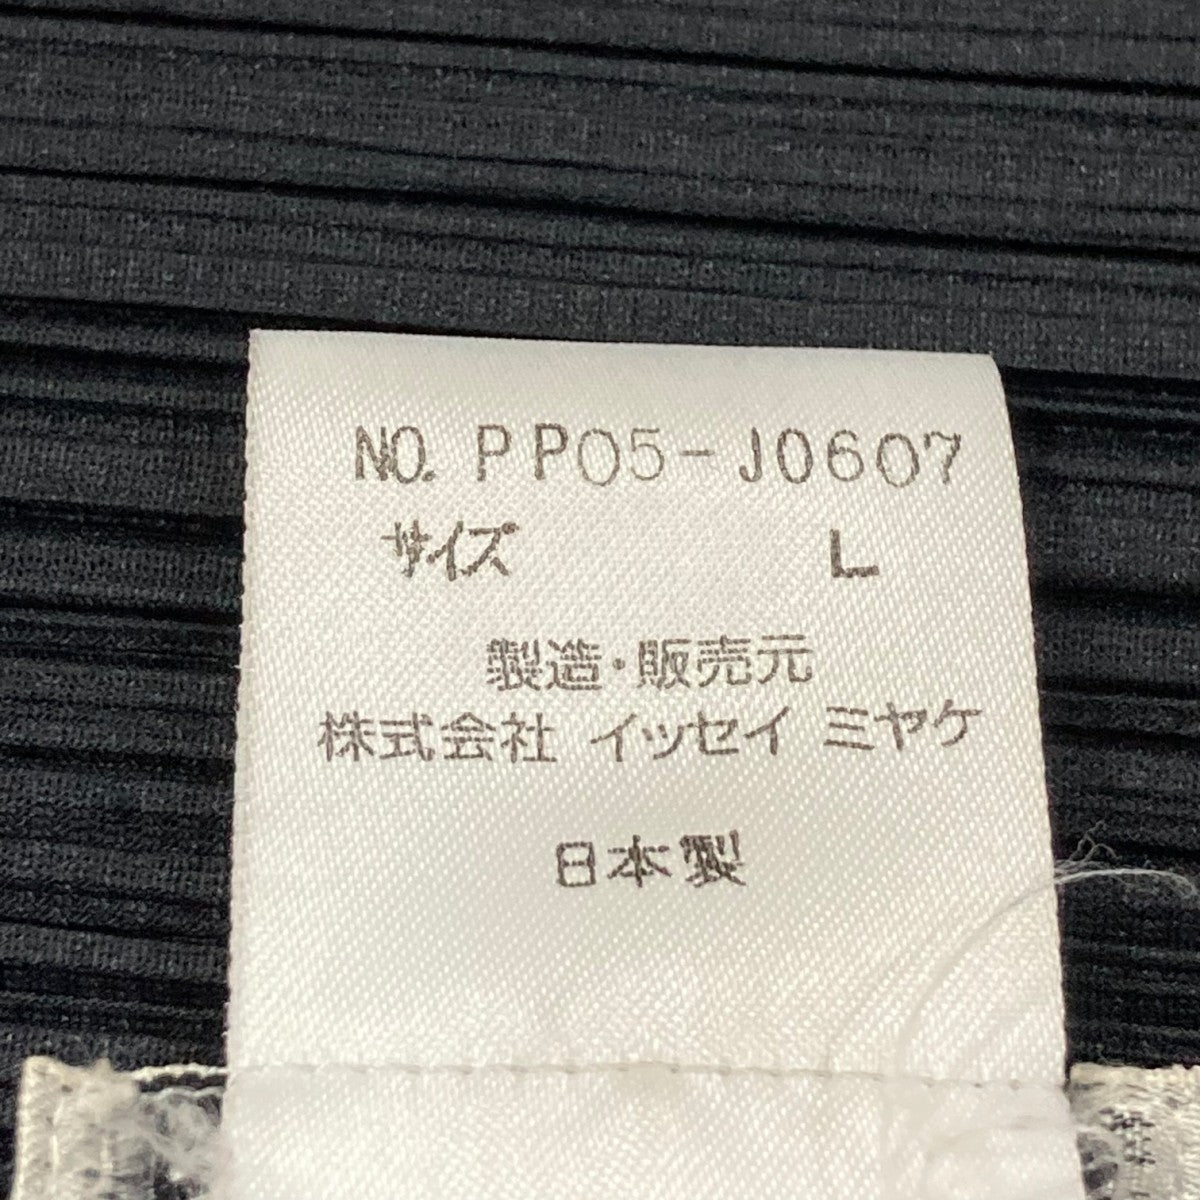 NO. PP05-J0607
サイズ L
製造・販売元
株式会社 イッセイ ミヤケ
日本製